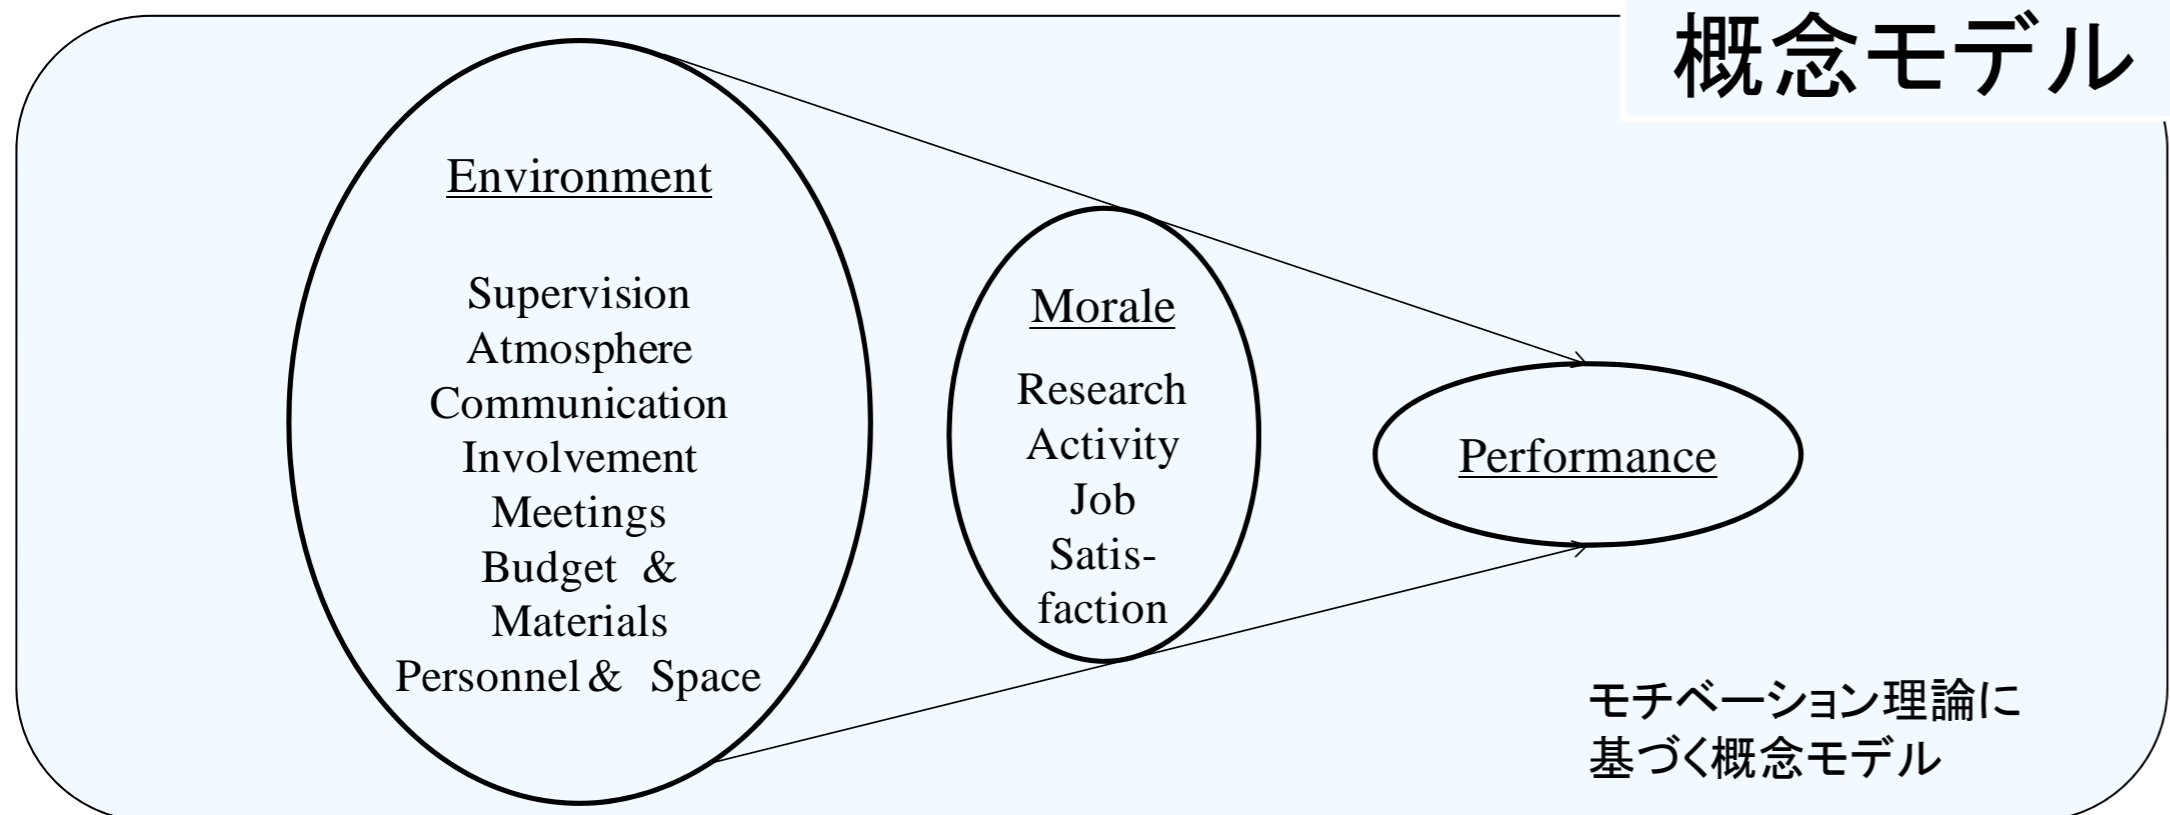 概念モデル
Environment
Supervision
Atmosphere
Communication
Involvement
Meetings
Budget &
Materials
Personnel & Space
Morale
Research
Activity
Job
Satis-
faction
Performance
モチベーション理論に
基づく概念モデル